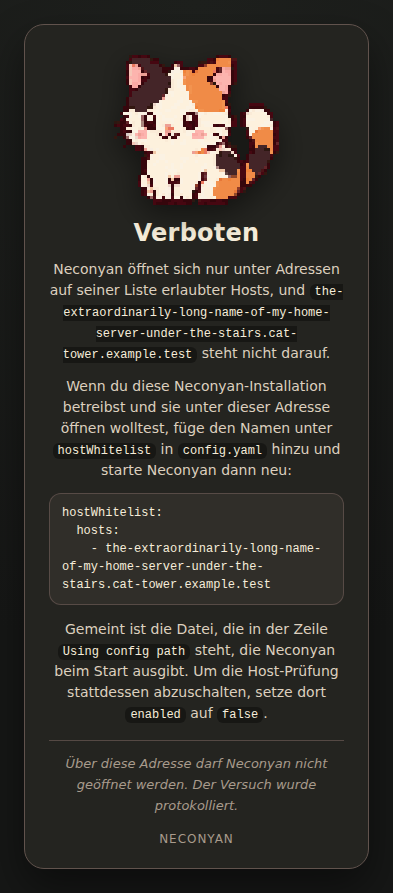 Verboten
Neconyan öffnet sich nur unter Adressen
auf seiner Liste erlaubter Hosts, und the-
extraordinarily-long-name-of-my-home-
server-under-the-stairs.cat-
tower.example.test steht nicht darauf.
Wenn du diese Neconyan-Installation
betreibst und sie unter dieser Adresse
öffnen wolltest, füge den Namen unter
hostWhitelist in config.yaml hinzu und
starte Neconyan dann neu:
hostWhitelist:
  hosts:
    - the-extraordinarily-long-name-
of-my-home-server-under-the-
stairs.cat-tower.example.test
Gemeint ist die Datei, die in der Zeile
Using config path steht, die Neconyan
beim Start ausgibt. Um die Host-Prüfung
stattdessen abzuschalten, setze dort
enabled auf false.
Über diese Adresse darf Neconyan nicht
geöffnet werden. Der Versuch wurde
protokolliert.
NECONYAN